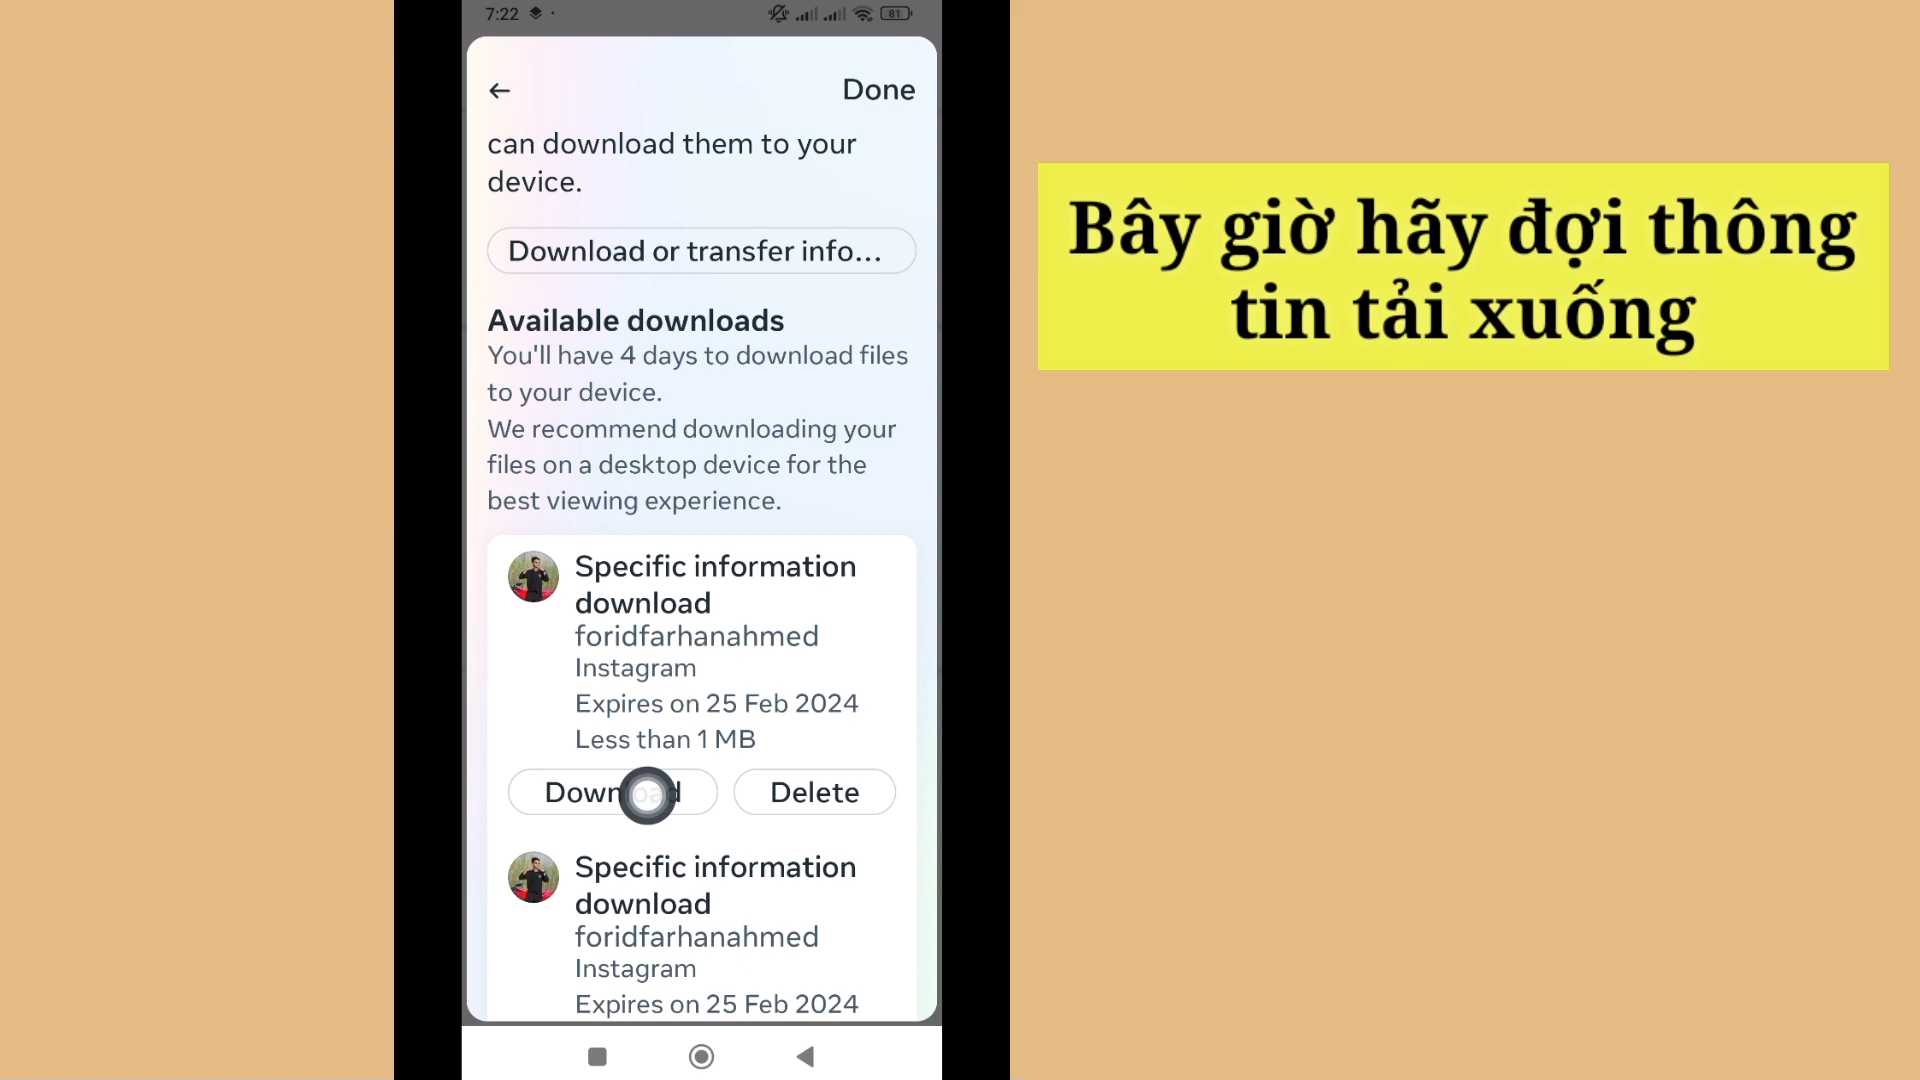 7:22
81
Done
can download them to your
device.
Download or transfer info...
Available downloads
You'll have 4 days to download files
to your device.
We recommend downloading your
files on a desktop device for the
best viewing experience.
Specific information
download
foridfarhanahmed
Instagram
Expires on 25 Feb 2024
Less than 1 MB
Download
Delete
Specific information
download
foridfarhanahmed
Instagram
Expires on 25 Feb 2024
Bây giờ hãy đợi thông
tin tải xuống